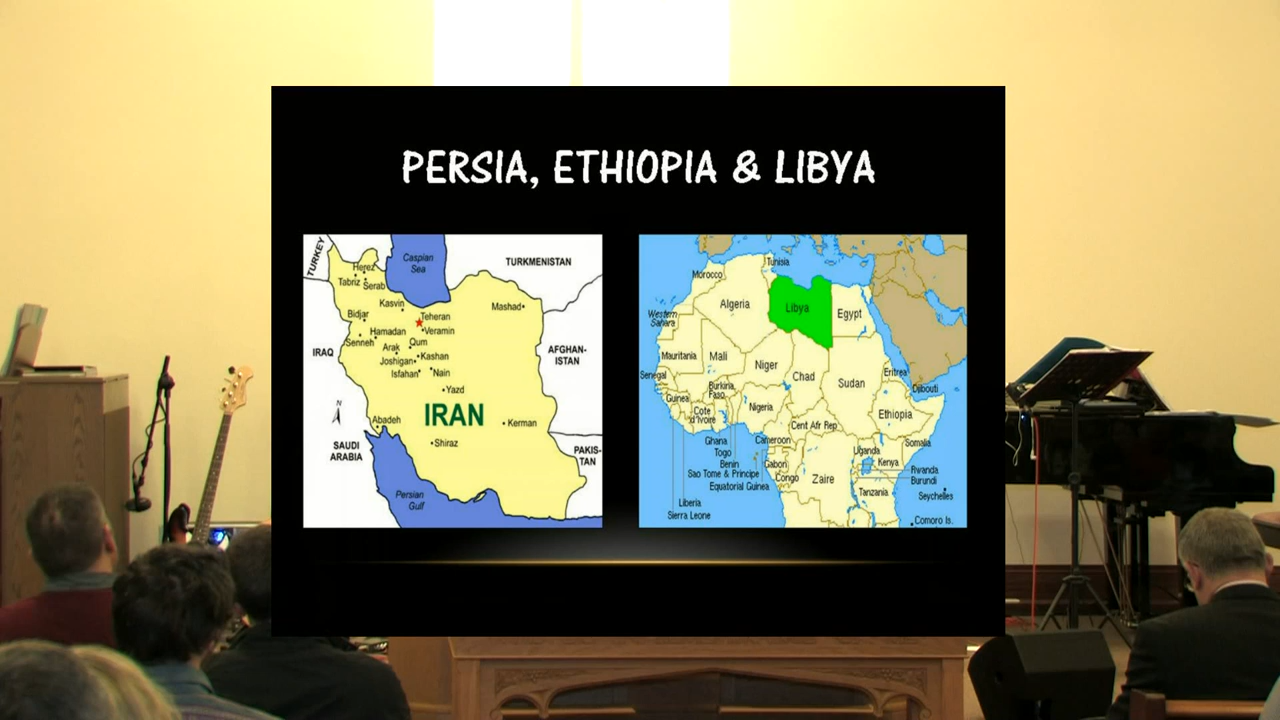 PERSIA, ETHIOPIA & LIBYA
TURKEY
Caspian
Sea
TURKMENISTAN
Herez
Tabriz
Serab
Kasvin
Mashad
Teheran
Bidjar
Veramin
Hamadan
Senneh
Qum
Arak
IRAQ
Kashan
Joshigan
AFGHAN-
ISTAN
Isfahan
Nain
Yazd
N
IRAN
Abadeh
Kerman
SAUDI
ARABIA
Shiraz
PAKIS-
TAN
Persian
Gulf
Tunisia
Morocco
Algeria
Libya
Egypt
Western
Sahara
Mauritania
Mali
Niger
Chad
Sudan
Eritrea
Senegal
Djibouti
Burkina
Faso
Guinea
Nigeria
Cote
d'Ivoire
Ethiopia
Cent Afr Rep
Ghana
Cameroon
Somalia
Togo
Uganda
Benin
Gabon
Kenya
Sao Tome & Principe
Rwanda
Congo
Zaire
Burundi
Equatorial Guinea
Tanzania
Seychelles
Liberia
Sierra Leone
Comoro Is.